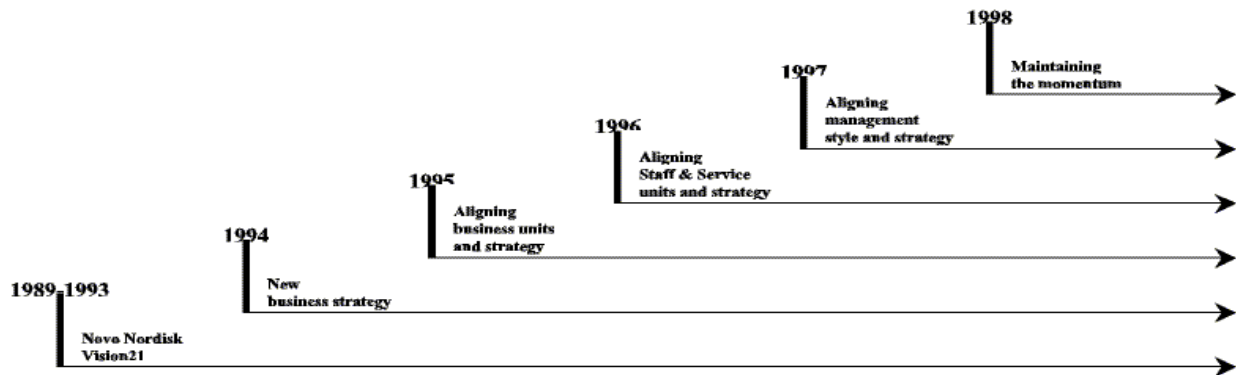 1998
Maintaining
the momentum
1997
Aligning
management
style and strategy
1996
Aligning
Staff & Service
units and strategy
1995
Aligning
business units
and strategy
1994
New
business strategy
1989-1993
Novo Nordisk
Vision21